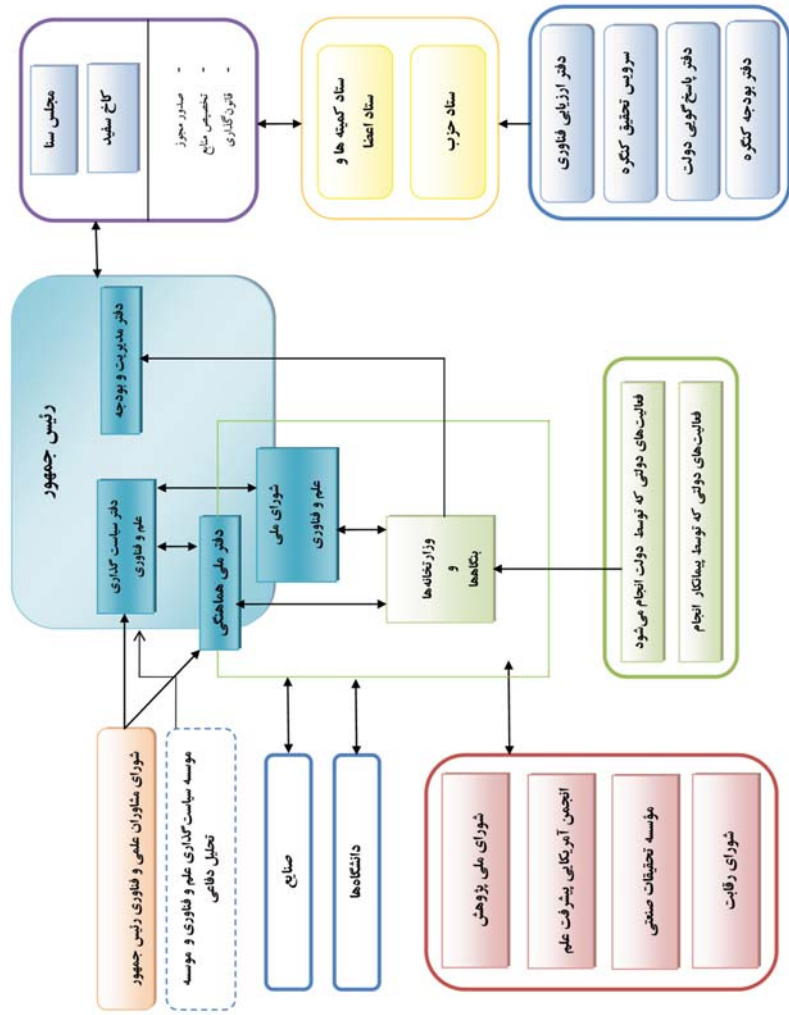 رئیس جمهور
مجلس سنا
کاخ سفید
- قانون‌گذاری
- تخصیص منابع
- صدور مجوز
ستاد کمیته ها و
ستاد اعضا
ستاد حزب
دفتر ارزیابی فناوری
سرویس تحقیق کنگره
دفتر پاسخ‌گویی دولت
دفتر بودجه کنگره
دفتر مدیریت و بودجه
دفتر سیاست گذاری
علم و فناوری
شورای ملی
علم و فناوری
دفتر ملی هماهنگی
بنگاهها
و
وزارتخانه‌ها
فعالیت‌های دولتی که توسط دولت انجام می‌شود
فعالیت‌های دولتی که توسط پیمانکار انجام
شورای مشاوران علمی و فناوری رئیس جمهور
موسسه سیاست‌گذاری علم و فناوری و موسسه
تحلیل دفاعی
صنایع
دانشگاه‌ها
شورای ملی پژوهش
انجمن آمریکایی پیشرفت علم
مؤسسه تحقیقات صنعتی
شورای رقابت